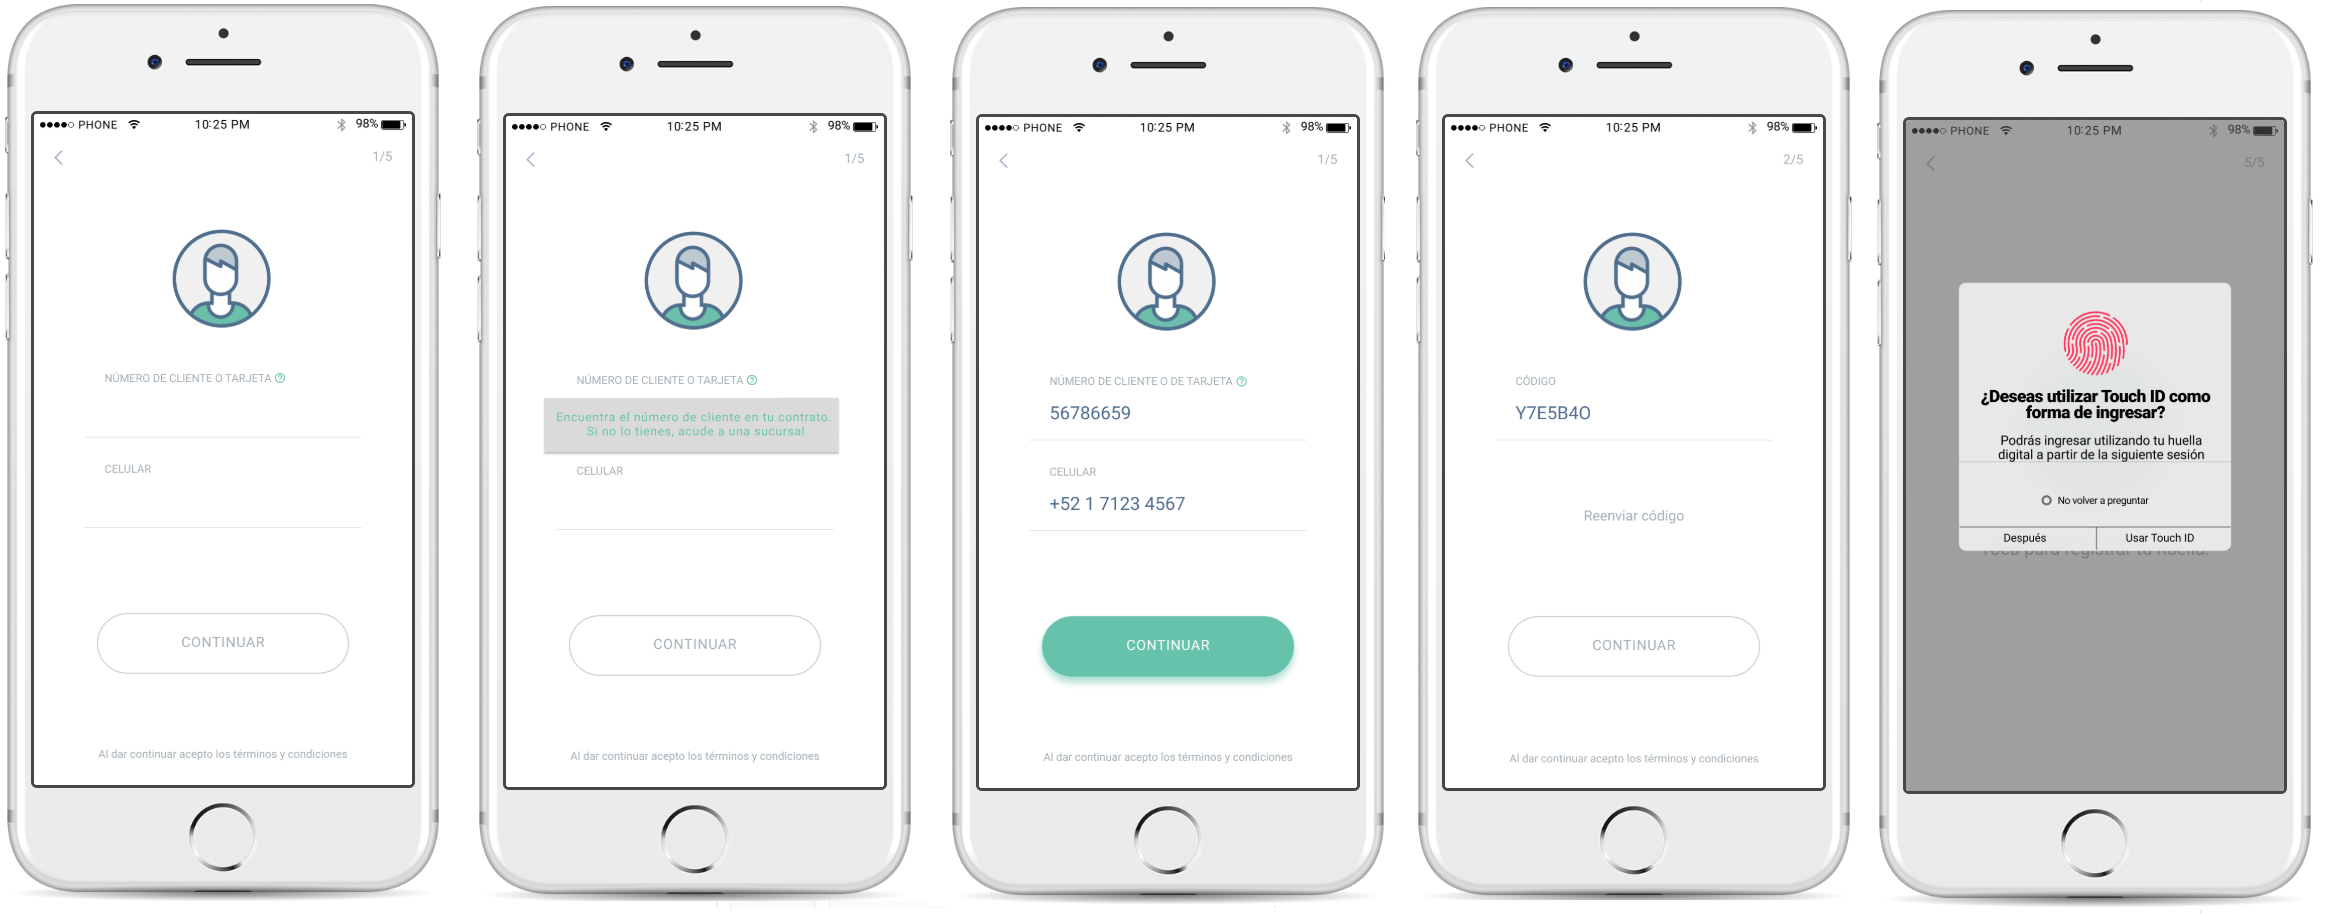 PHONE 10:25 PM 98%
1/5
NÚMERO DE CLIENTE O TARJETA
CELULAR
CONTINUAR
Al dar continuar acepto los términos y condiciones
PHONE 10:25 PM 98%
1/5
NÚMERO DE CLIENTE O TARJETA
Encuentra el número de cliente en tu contrato.
Si no lo tienes, acude a una sucursal
CELULAR
CONTINUAR
Al dar continuar acepto los términos y condiciones
PHONE 10:25 PM 98%
1/5
NÚMERO DE CLIENTE O DE TARJETA
56786659
CELULAR
+52 1 7123 4567
CONTINUAR
Al dar continuar acepto los términos y condiciones
PHONE 10:25 PM 98%
2/5
CÓDIGO
Y7E5B4O
Reenviar código
CONTINUAR
Al dar continuar acepto los términos y condiciones
PHONE 10:25 PM 98%
5/5
¿Deseas utilizar Touch ID como
forma de ingresar?
Podrás ingresar utilizando tu huella
digital a partir de la siguiente sesión
No volver a preguntar
Después Usar Touch ID
Toca para registrar tu huella.